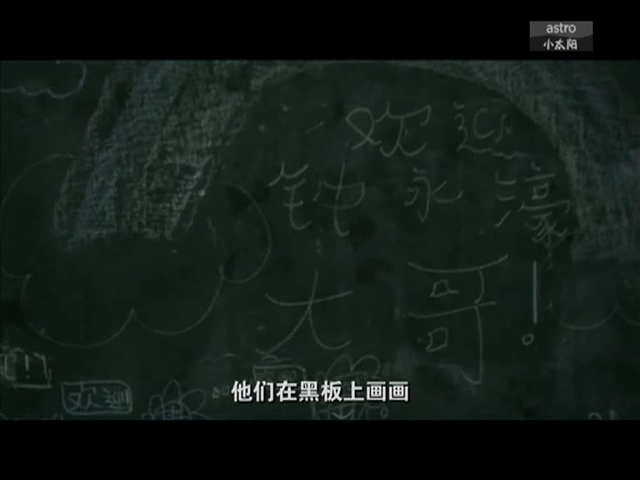 astro
小太阳
欢迎
钟永濠
大哥!
欢迎
他们在黑板上画画